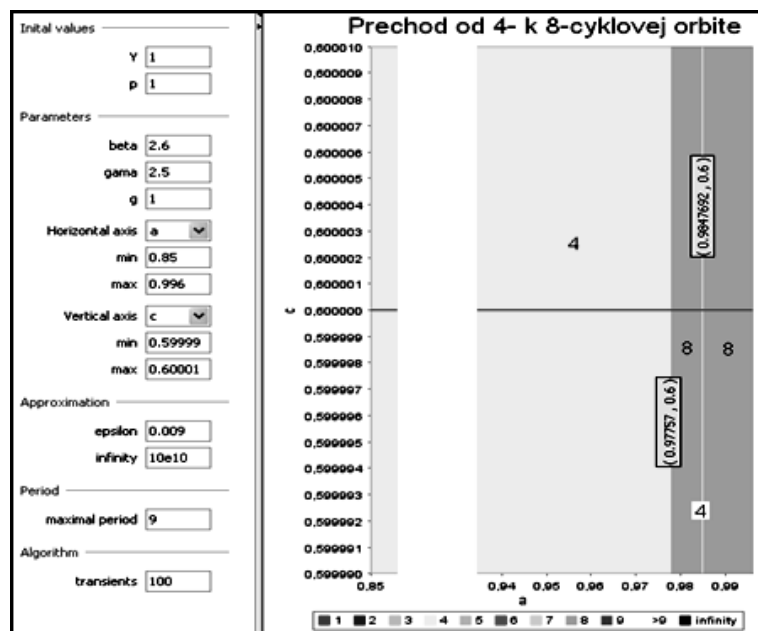 Inital values
Y 1
p 1
Parameters
beta 2.6
gama 2.5
g 1
Horizontal axis a
min 0.85
max 0.996
Vertical axis c
min 0.59999
max 0.60001
Approximation
epsilon 0.009
infinity 10e10
Period
maximal period 9
Algorithm
transients 100
Prechod od 4- k 8-cyklovej orbite
0,600010
0,600009
0,600008
0,600007
0,600006
0,600005
0,600004
0,600003
0,600002
0,600001
0,600000
0,599999
0,599998
0,599997
0,599996
0,599995
0,599994
0,599993
0,599992
0,599991
0,599990
c
4
( 0.9847692 , 0.6 )
8 8
( 0.97757 , 0.6 )
4
0.85 0.94 0.95 0.96 0.97 0.98 0.99
a
1 2 3 4 5 6 7 8 9 >9 infinity